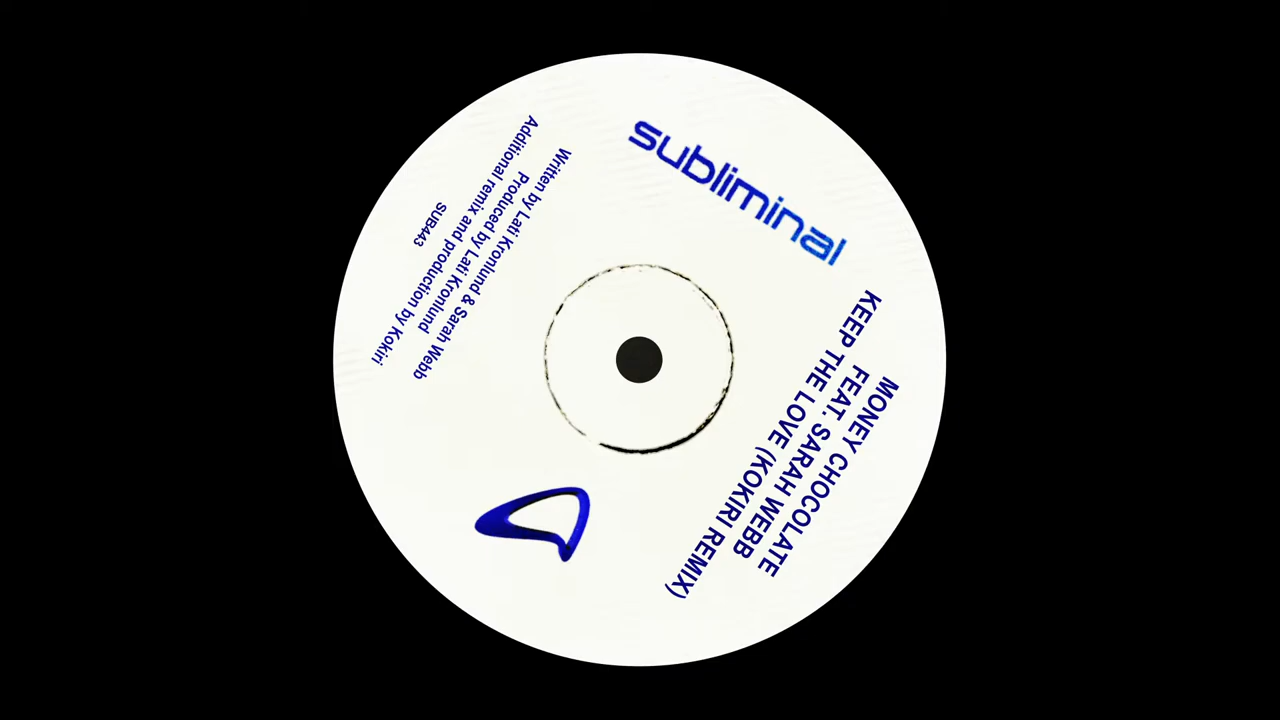 subliminal
MONEY CHOCOLATE
FEAT. SARAH WEBB
KEEP THE LOVE (KOKIRI REMIX)
Written by Lati Kronlund & Sarah Webb
Produced by Lati Kronlund
Additional remix and production by Kokiri
SUB443